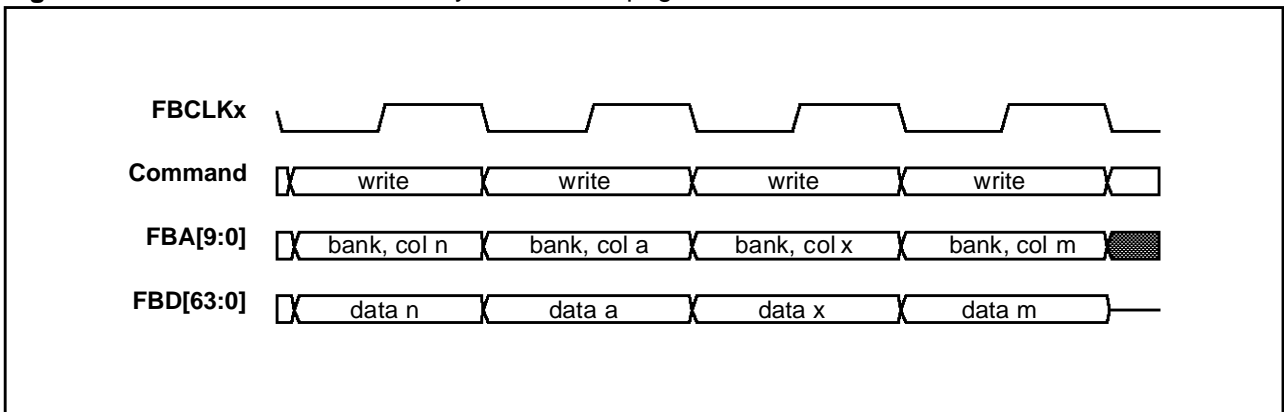 FBCLKx
Command write write write write
FBA[9:0] bank, col n bank, col a bank, col x bank, col m
FBD[63:0] data n data a data x data m